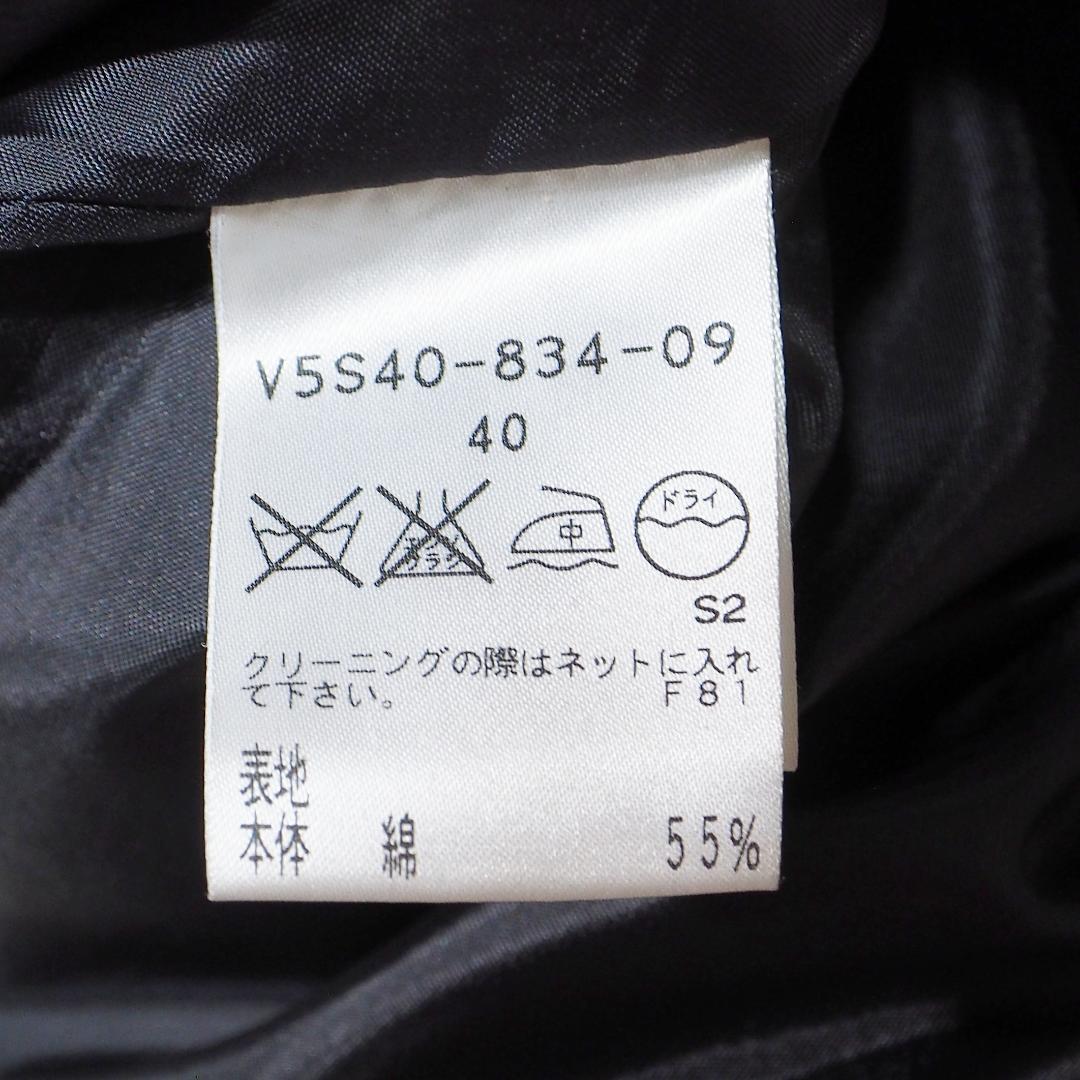 V5S40-834-09
40
中
ドライ
S2
クリーニングの際はネットに入れ
て下さい。 F81
表地
本体 綿 55%